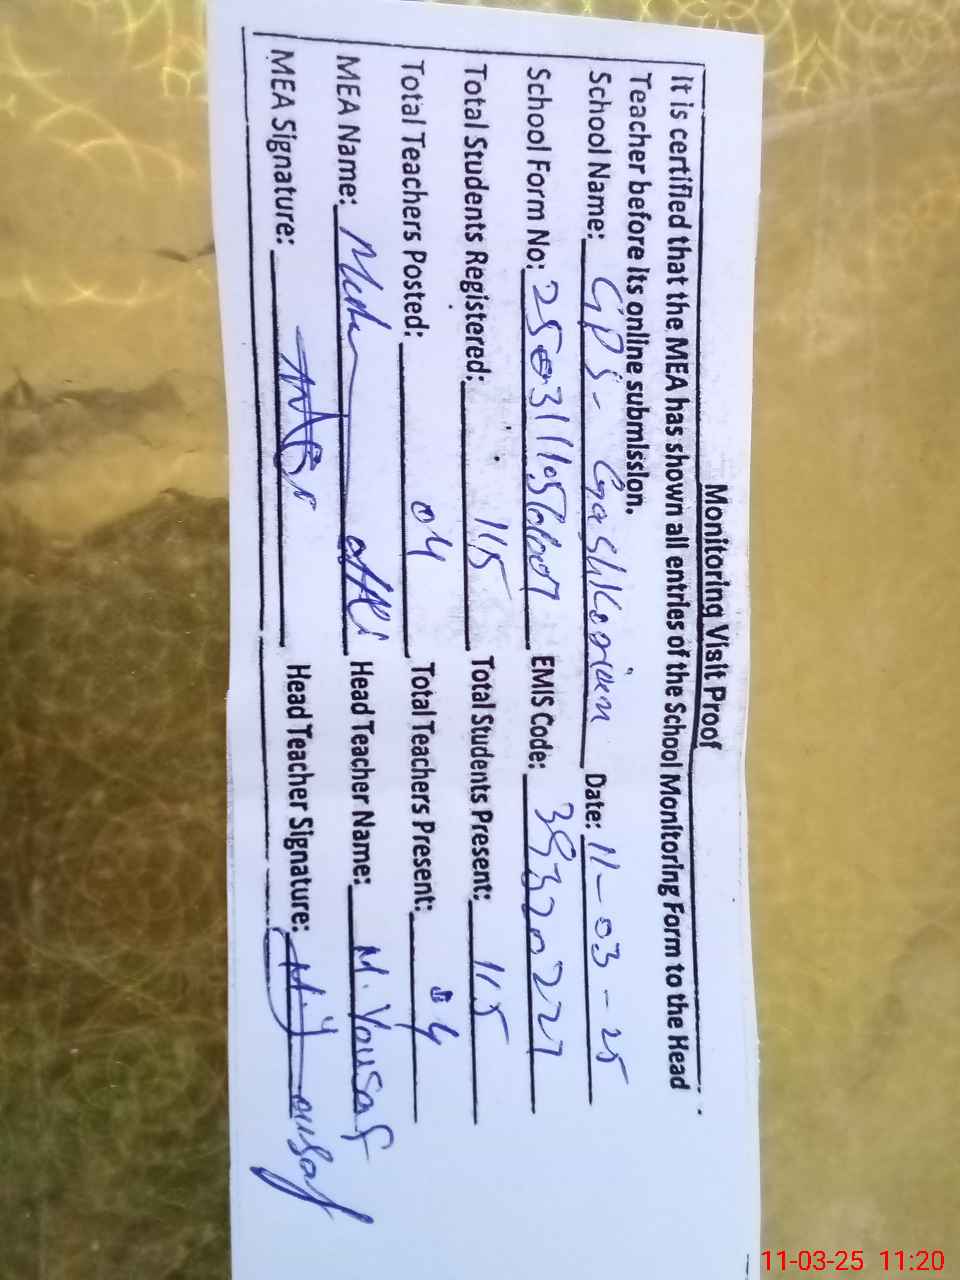 Monitoring Visit Proof
It is certified that the MEA has shown all entries of the School Monitoring Form to the Head
Teacher before its online submission.
School Name: GPS- Date: 11-03-25
School Form No: EMIS Code:
Total Students Registered: 115 Total Students Present: 115
Total Teachers Posted: 04 Total Teachers Present: 04
MEA Name: Head Teacher Name: M. Yousaf
MEA Signature: Head Teacher Signature: M. Yousaf
11-03-25 11:20